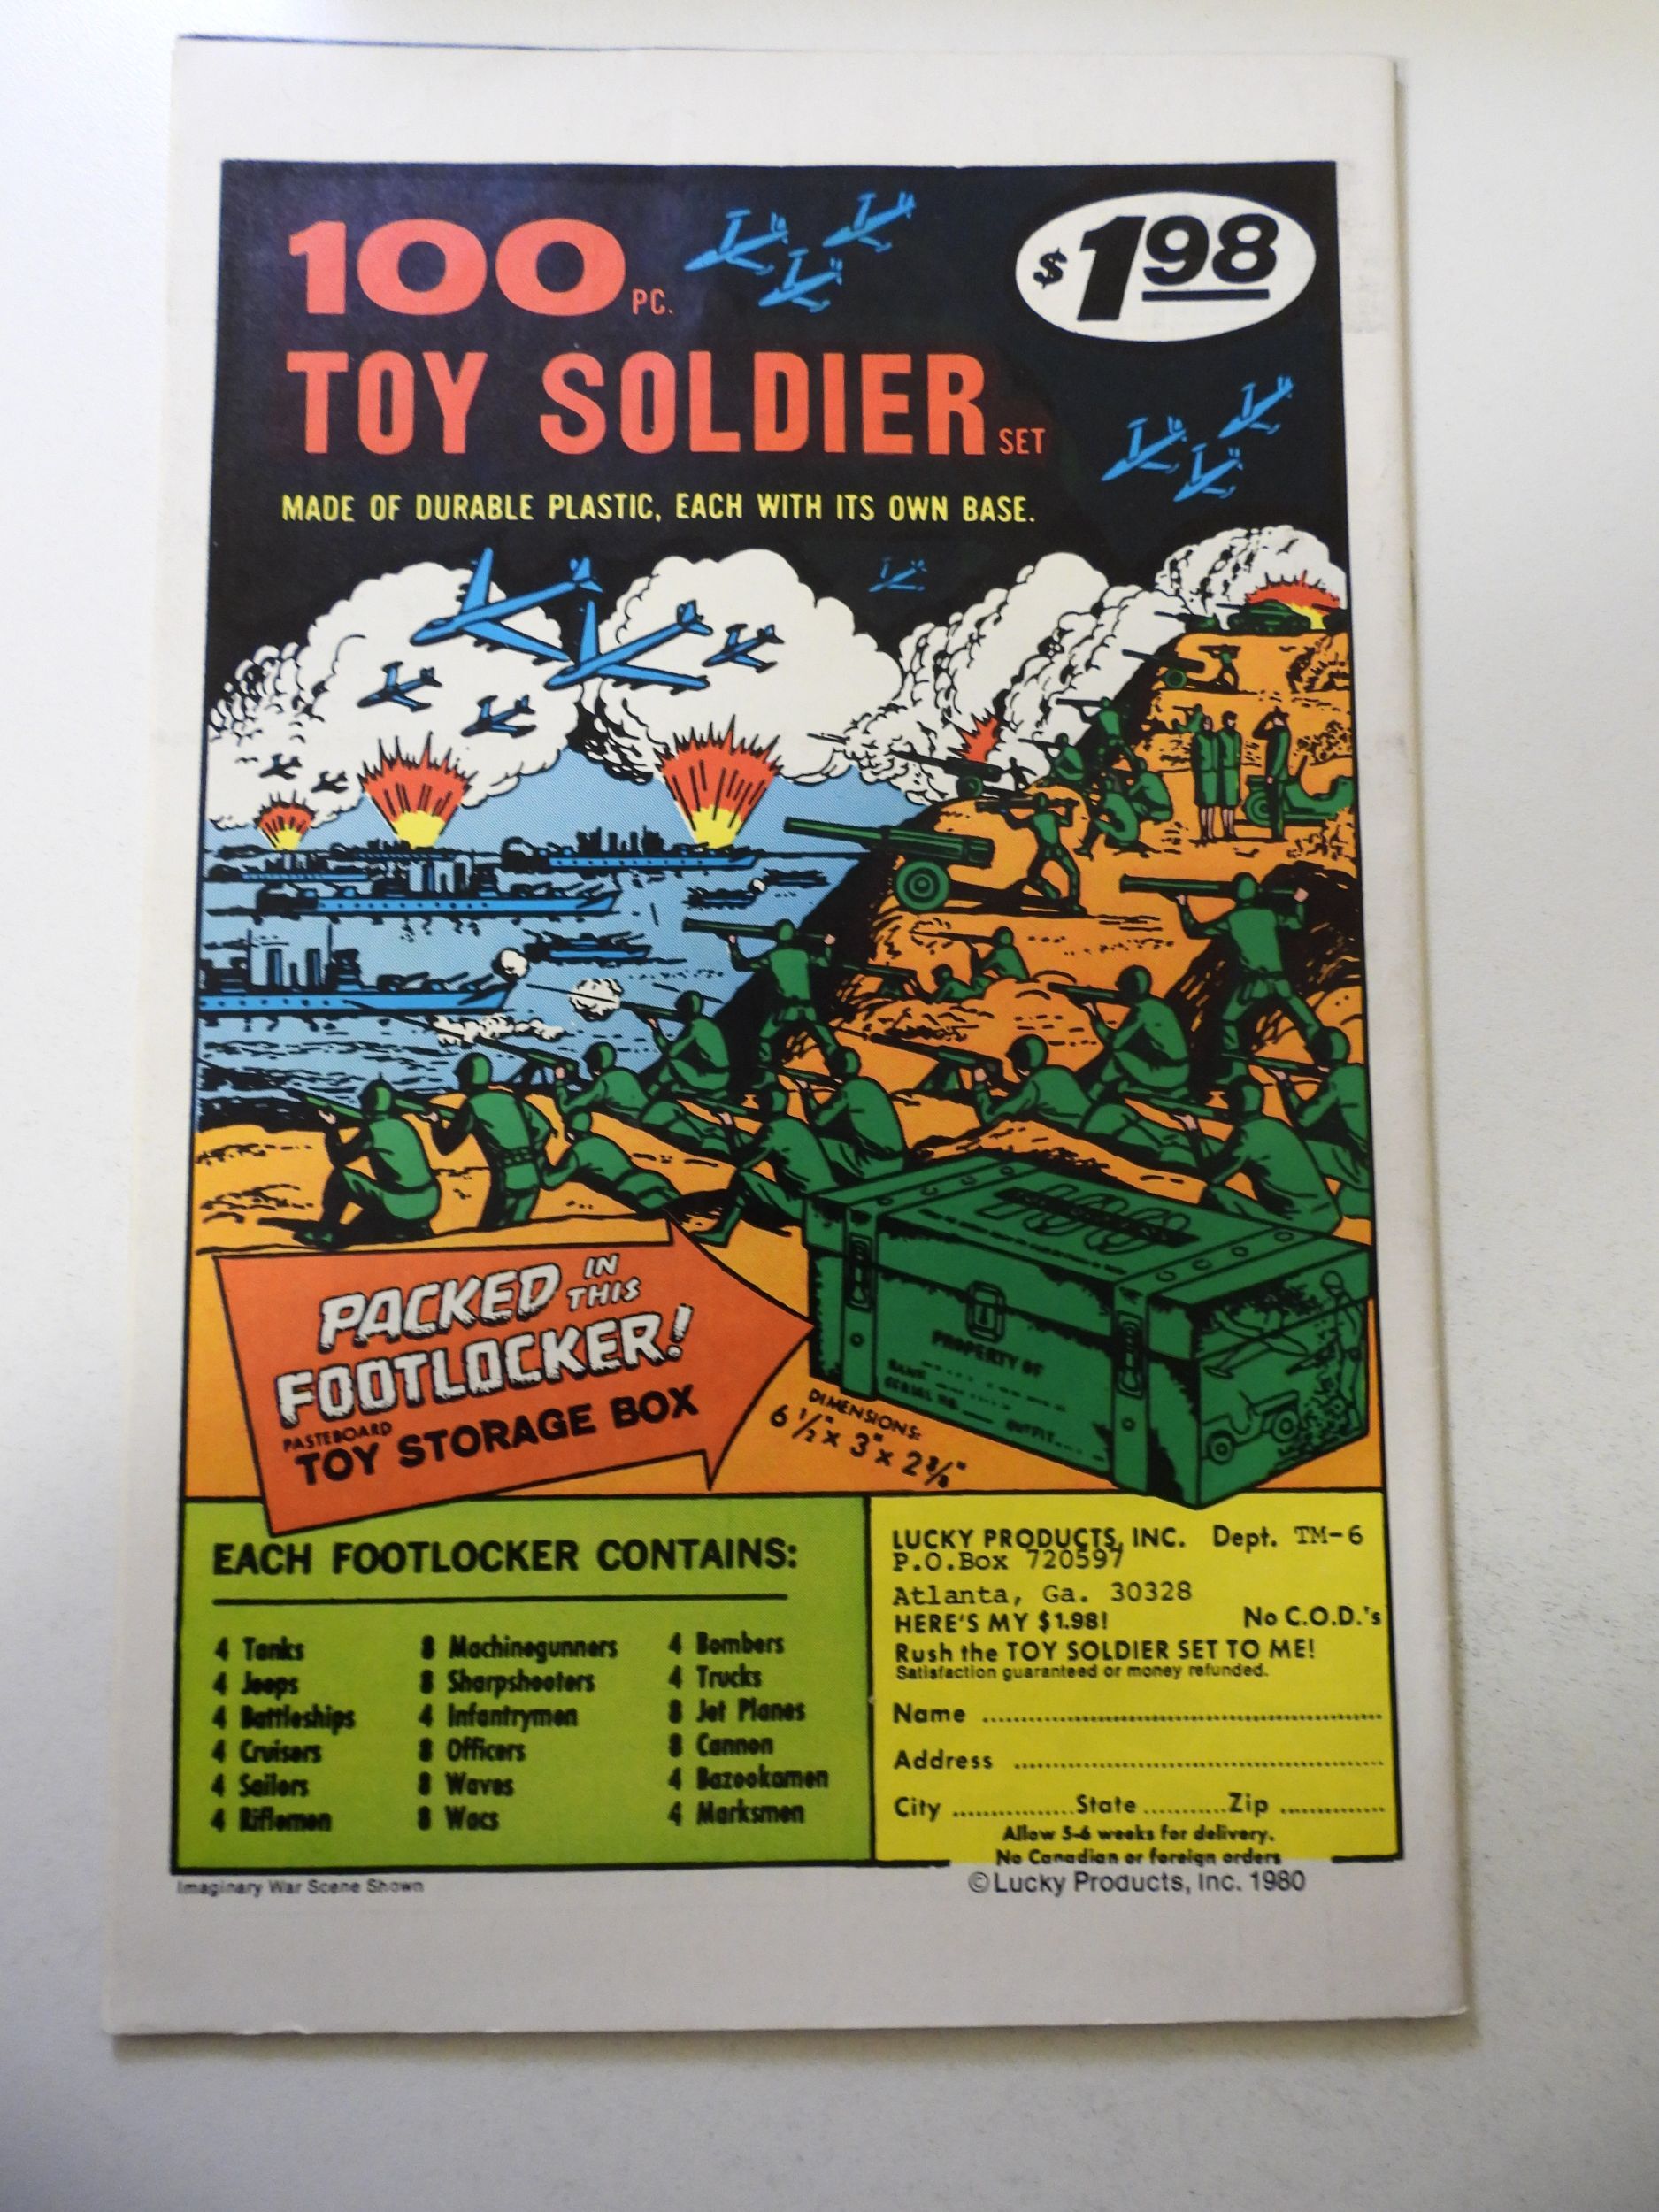 100 PC.
$1.98
TOY SOLDIER SET
MADE OF DURABLE PLASTIC, EACH WITH ITS OWN BASE.
PACKED IN THIS
FOOTLOCKER!
PASTEBOARD
TOY STORAGE BOX
DIMENSIONS:
6 1/2" x 3" x 2 3/8"
100
PROPERTY OF
NAME
SERIAL NO. OUTFIT
EACH FOOTLOCKER CONTAINS:
4 Tanks
4 Jeeps
4 Battleships
4 Cruisers
4 Sailors
4 Riflemen
8 Machinegunners
8 Sharpshooters
4 Infantrymen
8 Officers
8 Waves
8 Wacs
4 Bombers
4 Trucks
8 Jet Planes
8 Cannon
4 Bazookamen
4 Marksmen
LUCKY PRODUCTS, INC. Dept. TM-6
P.O.Box 720597
Atlanta, Ga. 30328
HERE'S MY $1.98! No C.O.D.'s
Rush the TOY SOLDIER SET TO ME!
Satisfaction guaranteed or money refunded.
Name
Address
City ............... State .......... Zip ............
Allow 5-6 weeks for delivery.
No Canadian or foreign orders
Imaginary War Scene Shown
©Lucky Products, Inc. 1980